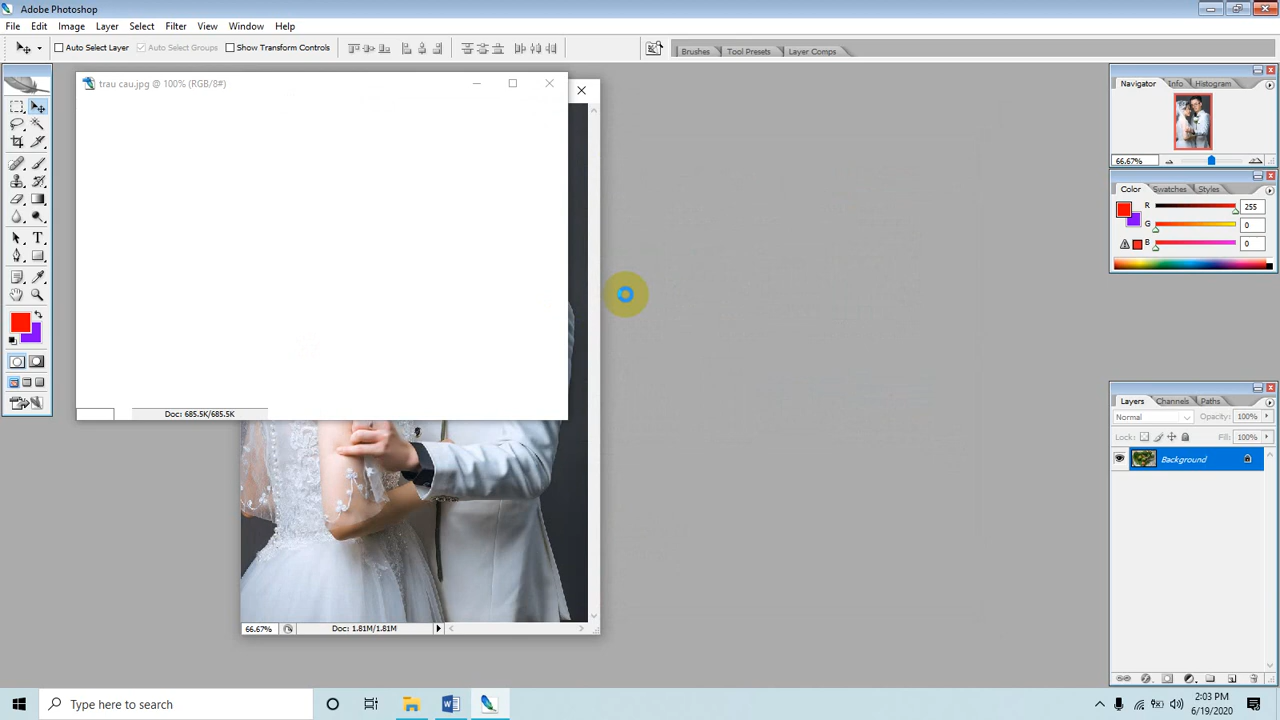 Adobe Photoshop
File Edit Image Layer Select Filter View Window Help
Auto Select Layer Auto Select Groups Show Transform Controls Brushes Tool Presets Layer Comps
trau cau.jpg @ 100% (RGB/8#)
Doc: 685.5K/685.5K
66.67% Doc: 1.81M/1.81M
Navigator Info Histogram
66.67%
Color Swatches Styles
R 255
G 0
B 0
Layers Channels Paths
Normal Opacity: 100%
Lock: Fill: 100%
Background
Type here to search
2:03 PM
6/19/2020